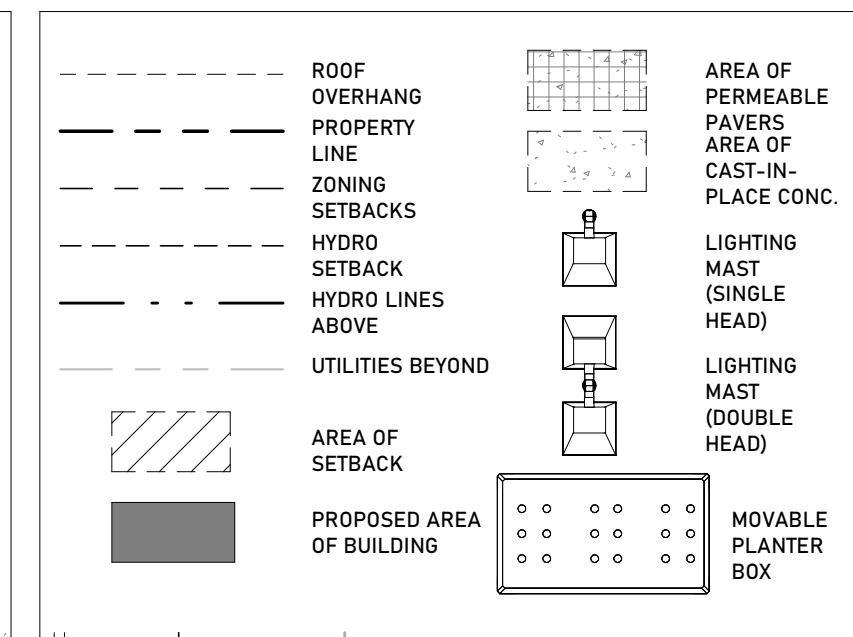 ROOF
OVERHANG
PROPERTY
LINE
ZONING
SETBACKS
HYDRO
SETBACK
HYDRO LINES
ABOVE
UTILITIES BEYOND
AREA OF
SETBACK
PROPOSED AREA
OF BUILDING
AREA OF
PERMEABLE
PAVERS
AREA OF
CAST-IN-
PLACE CONC.
LIGHTING
MAST
(SINGLE
HEAD)
LIGHTING
MAST
(DOUBLE
HEAD)
MOVABLE
PLANTER
BOX